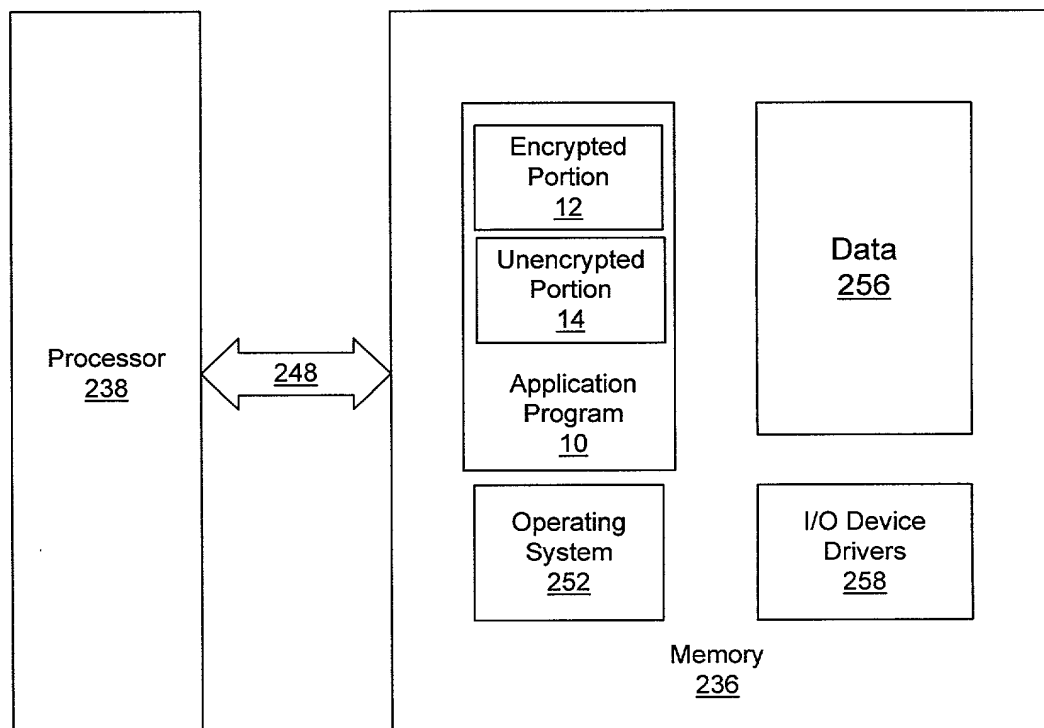 Processor
238
248
Encrypted
Portion
12
Unencrypted
Portion
14
Application
Program
10
Data
256
Operating
System
252
I/O Device
Drivers
258
Memory
236